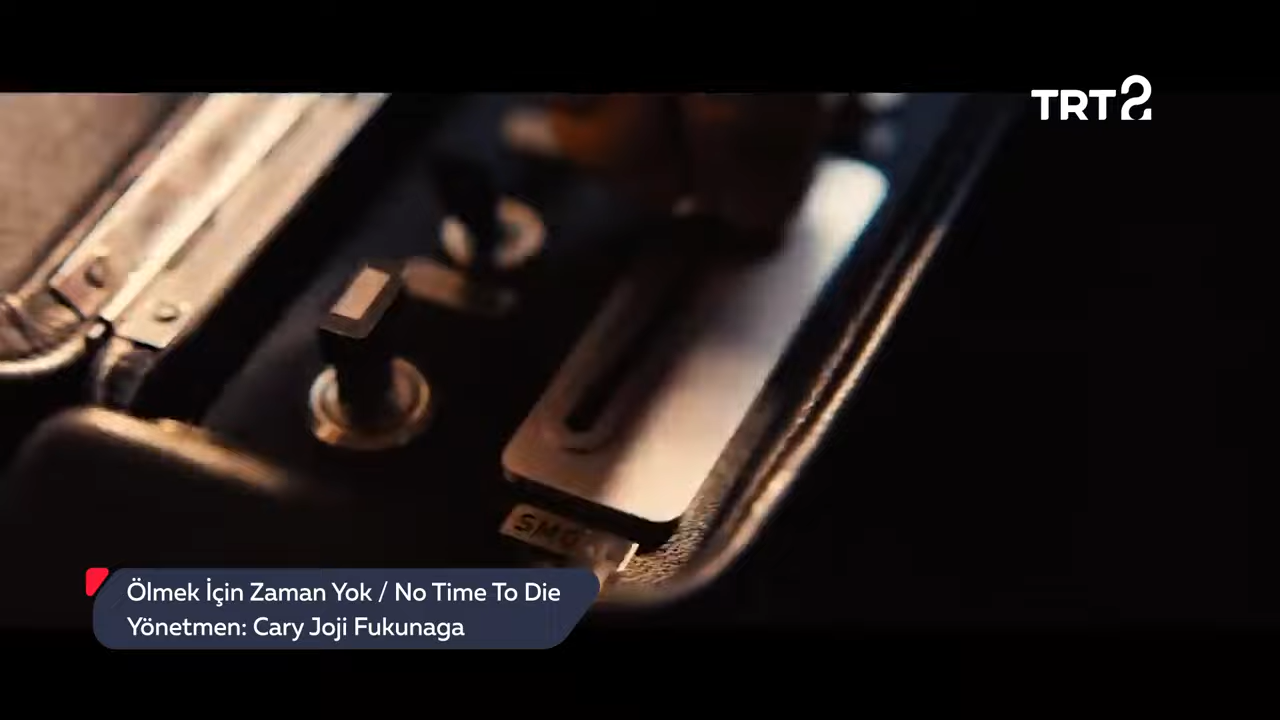 TRT2
Ölmek İçin Zaman Yok / No Time To Die
Yönetmen: Cary Joji Fukunaga